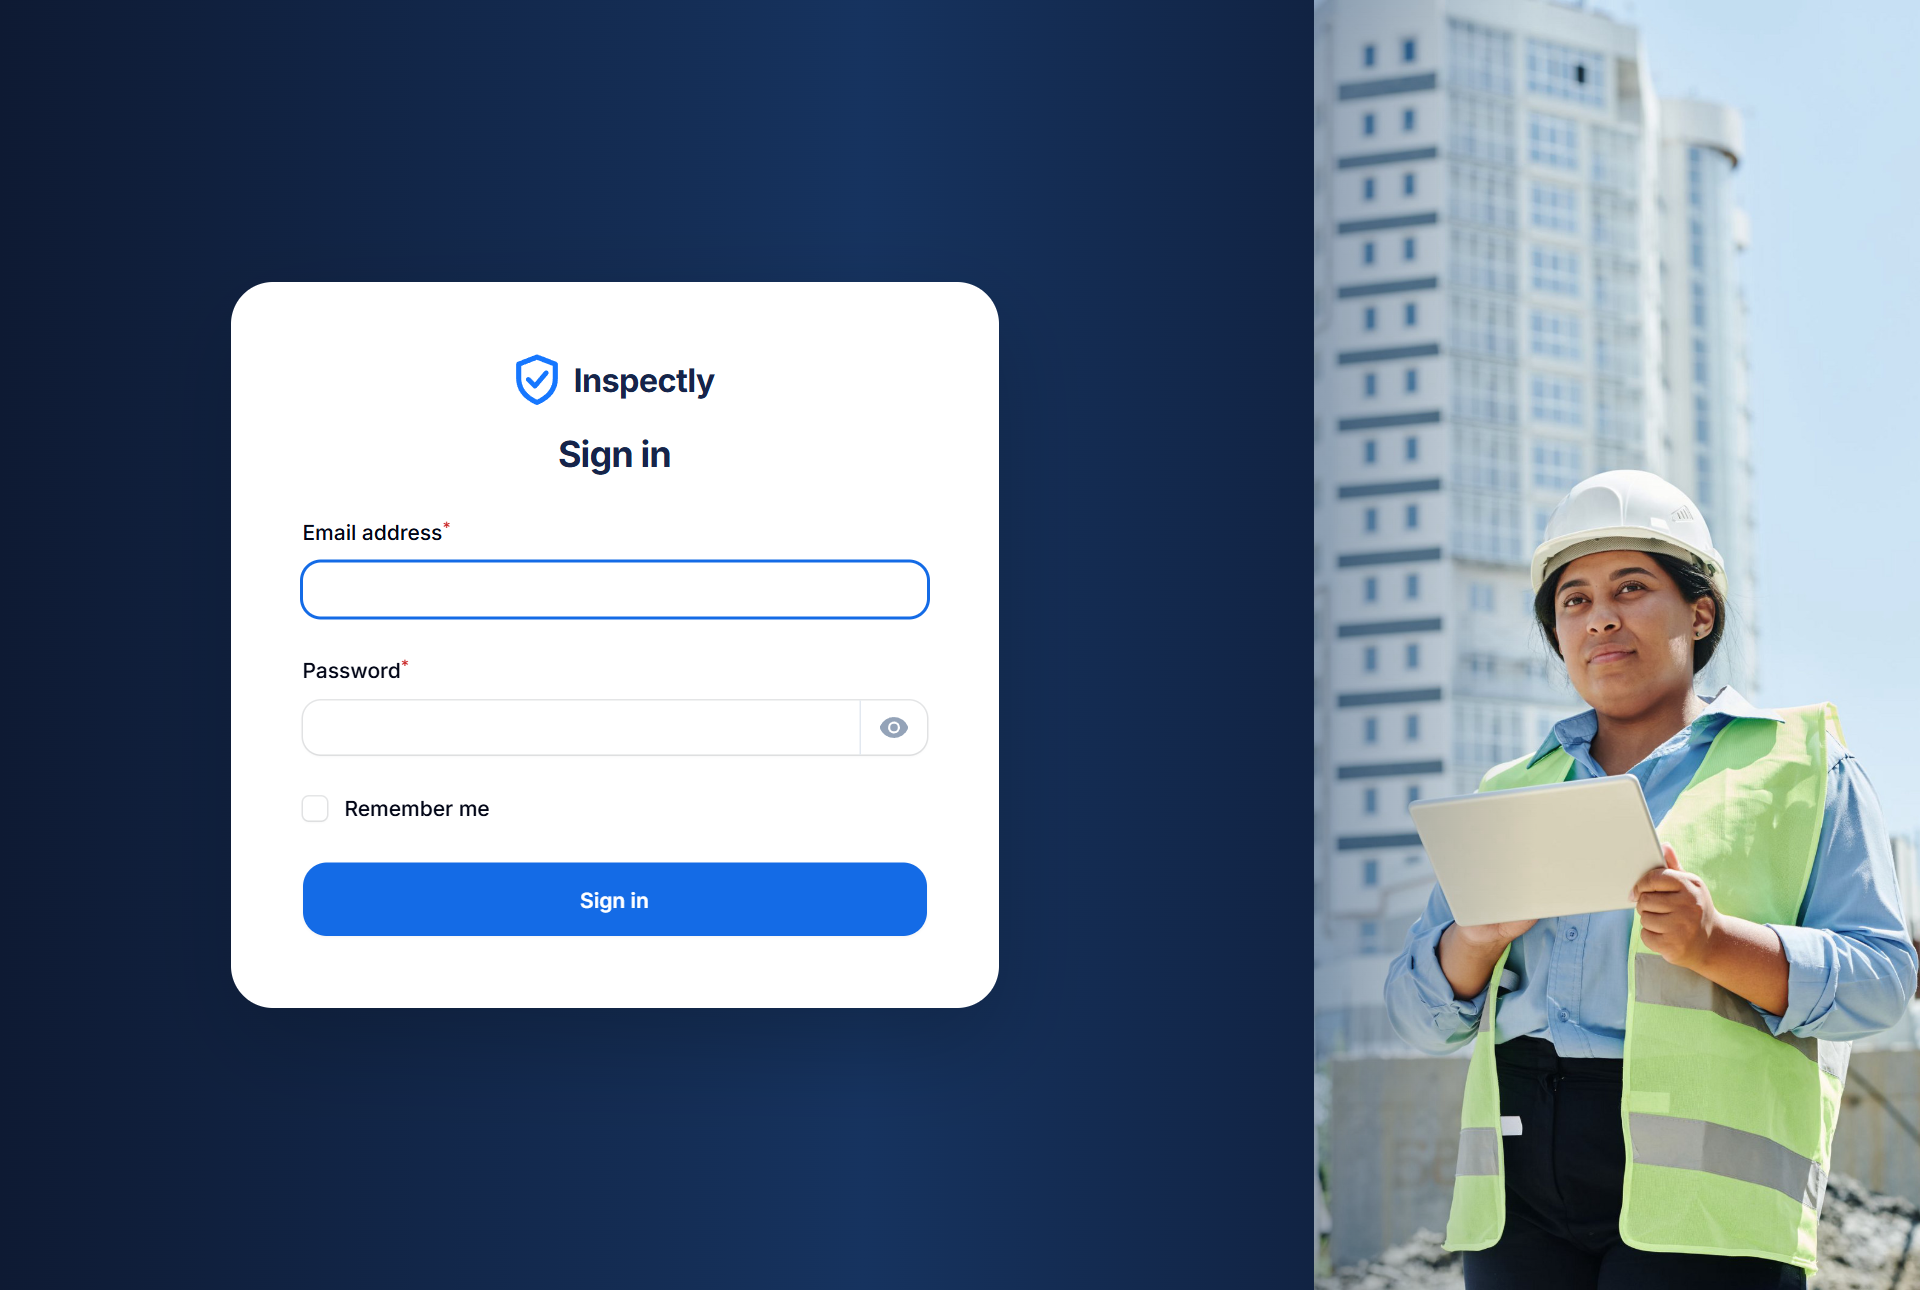 Inspectly
Sign in
Email address*
Password*
Remember me
Sign in